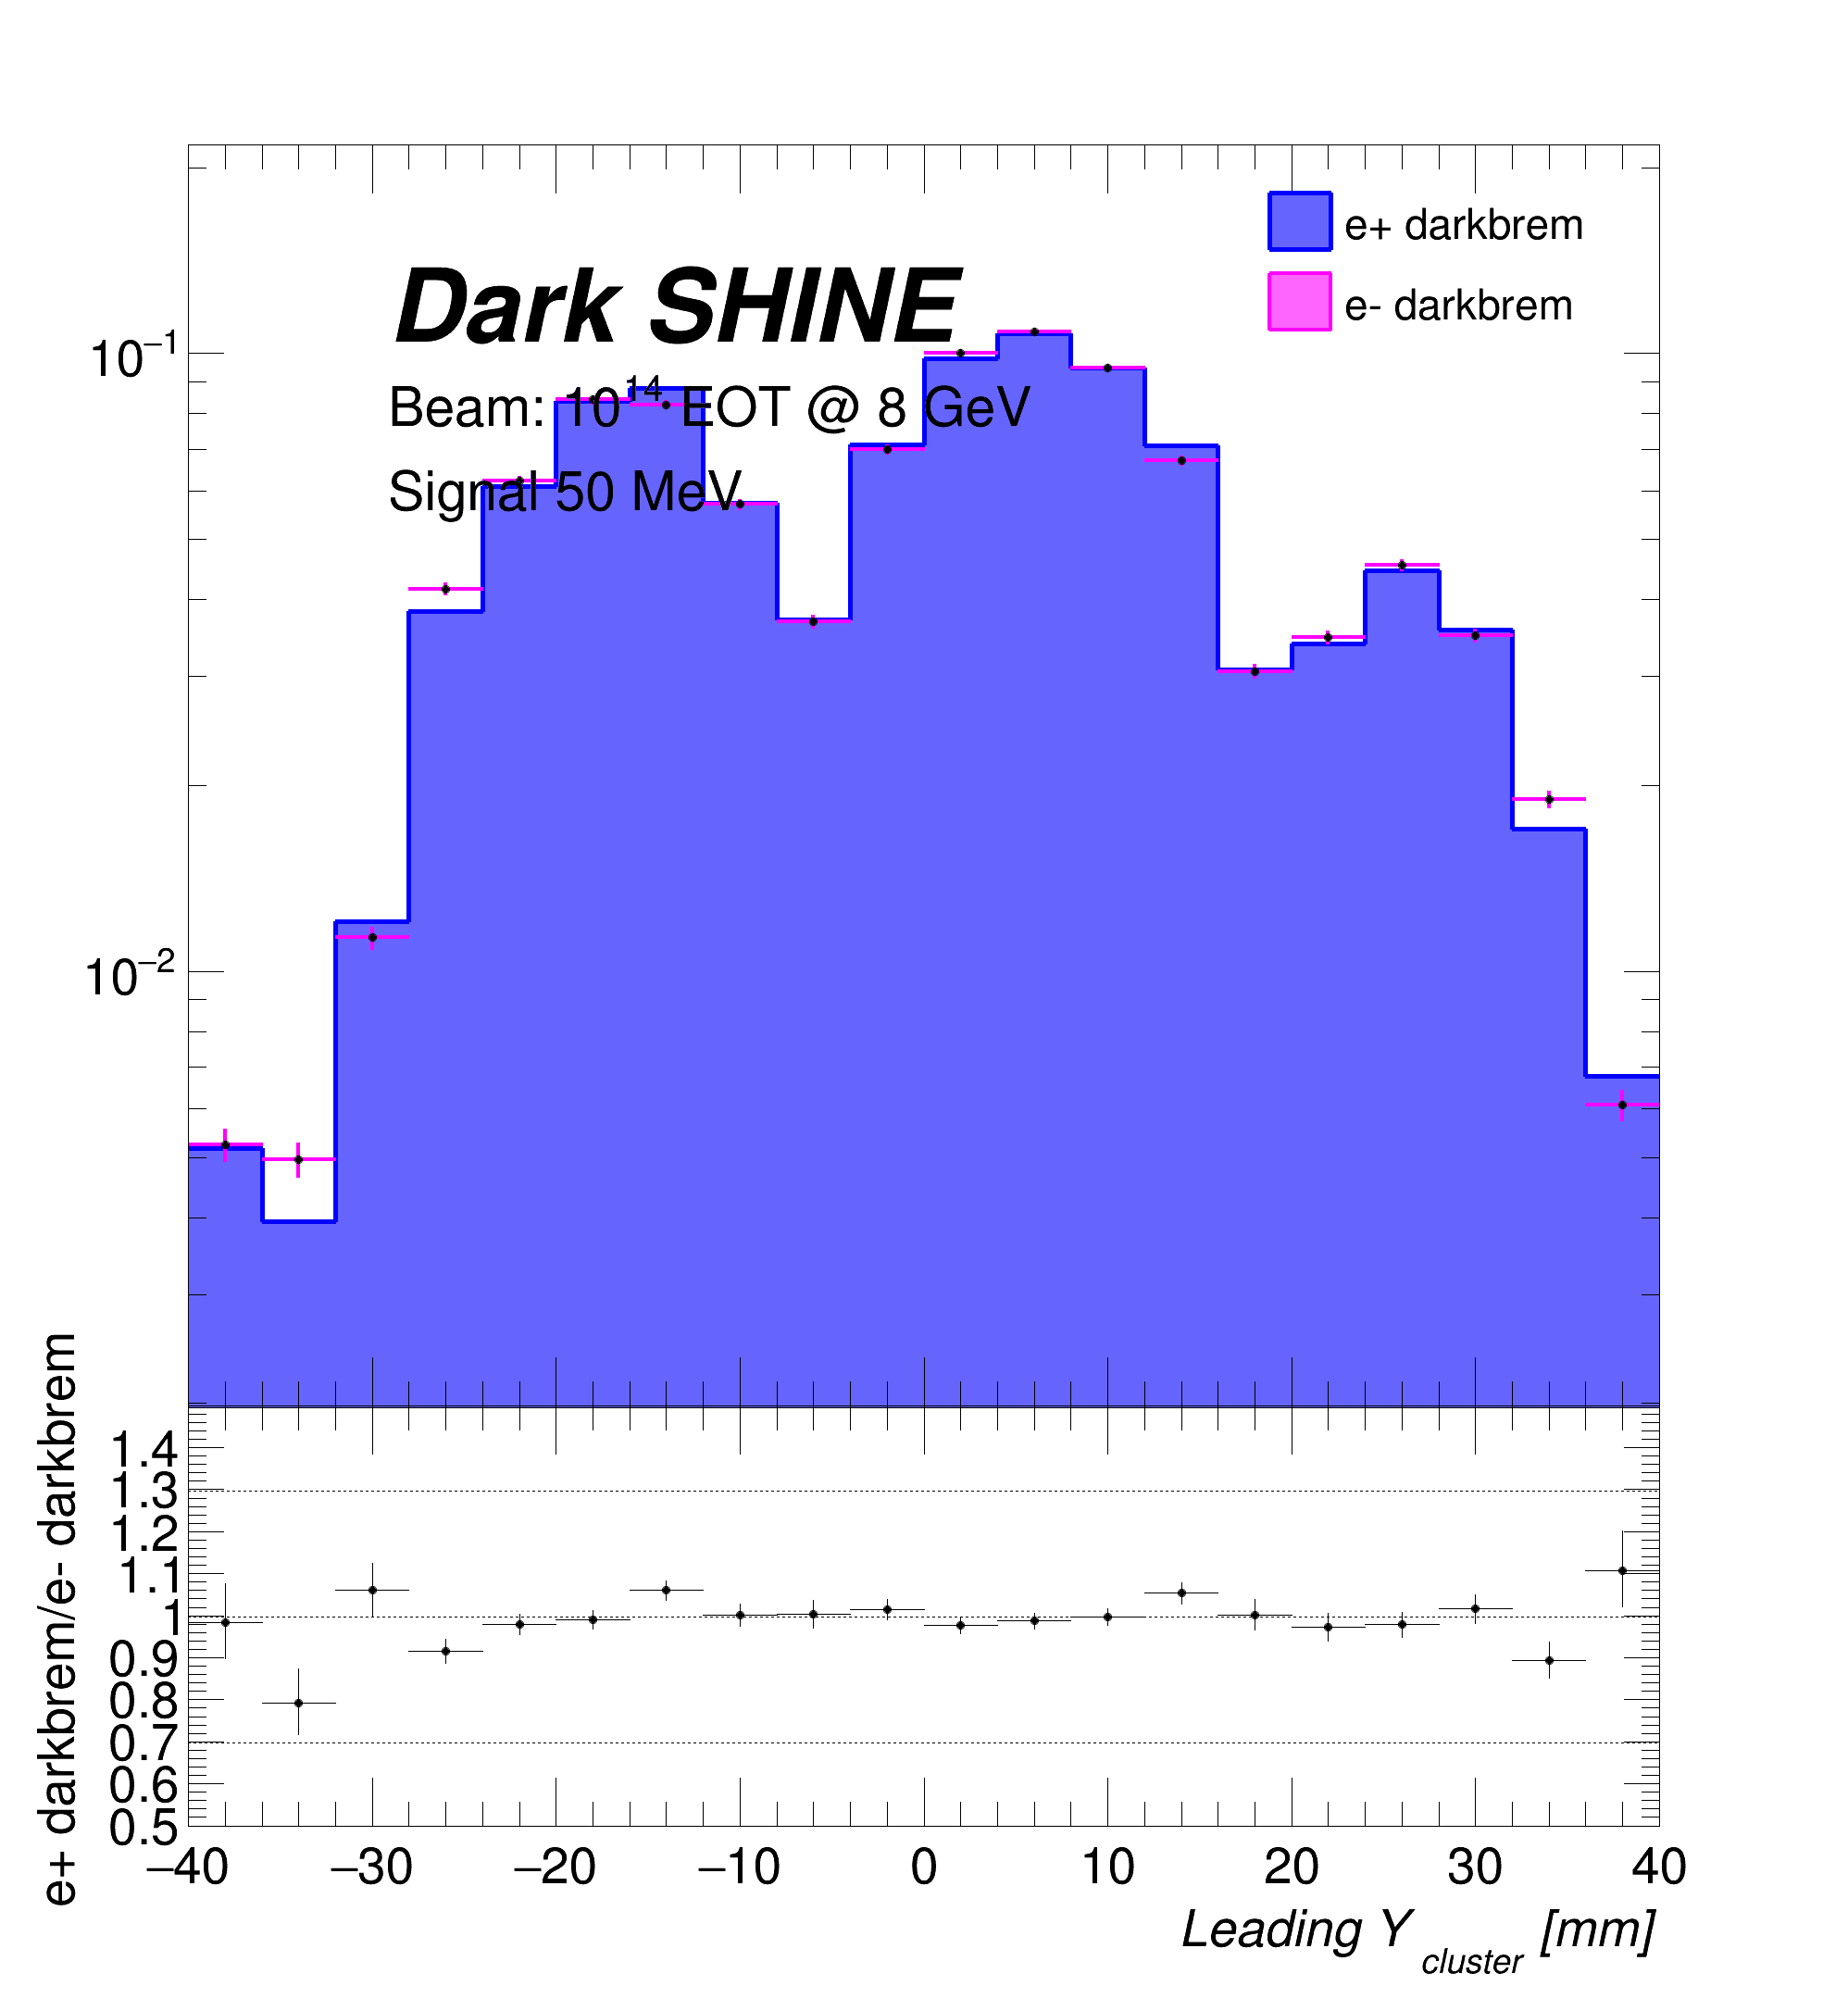 e+ darkbrem
e- darkbrem
Dark SHINE
Beam: 10¹⁴ EOT @ 8 GeV
Signal 50 MeV
10⁻¹
10⁻²
e+ darkbrem/e- darkbrem
1.4
1.3
1.2
1.1
1
0.9
0.8
0.7
0.6
0.5
−40 −30 −20 −10 0 10 20 30 40
Leading Y cluster [mm]